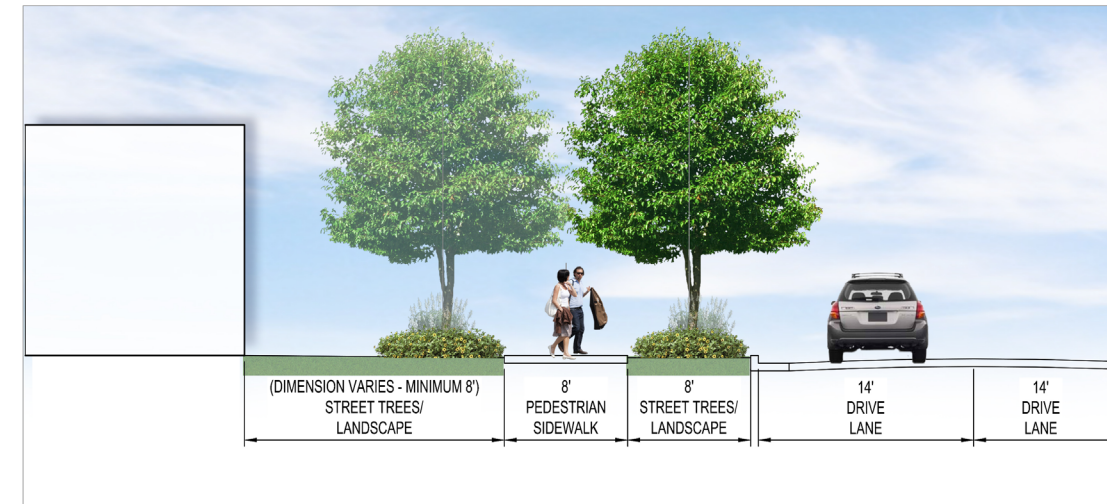 (DIMENSION VARIES - MINIMUM 8')
STREET TREES/
LANDSCAPE
8'
PEDESTRIAN
SIDEWALK
8'
STREET TREES/
LANDSCAPE
14'
DRIVE
LANE
14'
DRIVE
LANE